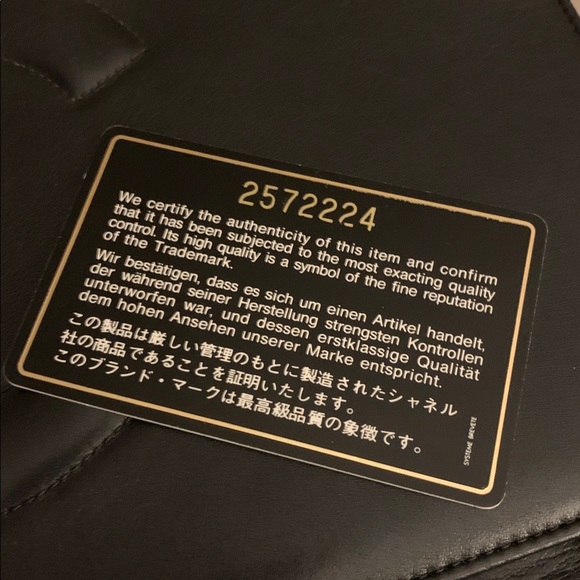 2572224
We certify the authenticity of this item and confirm
that it has been subjected to the most exacting quality
control. Its high quality is a symbol of the fine reputation
of the Trademark.
Wir bestätigen, dass es sich um einen Artikel handelt,
der während seiner Herstellung strengsten Kontrollen
unterworfen war, und dessen erstklassige Qualität
dem hohen Ansehen unserer Marke entspricht.
この製品は厳しい管理のもとに製造されたシャネル
社の商品であることを証明いたします。
このブランド・マークは最高級品質の象徴です。
SYSTEME BREVETE